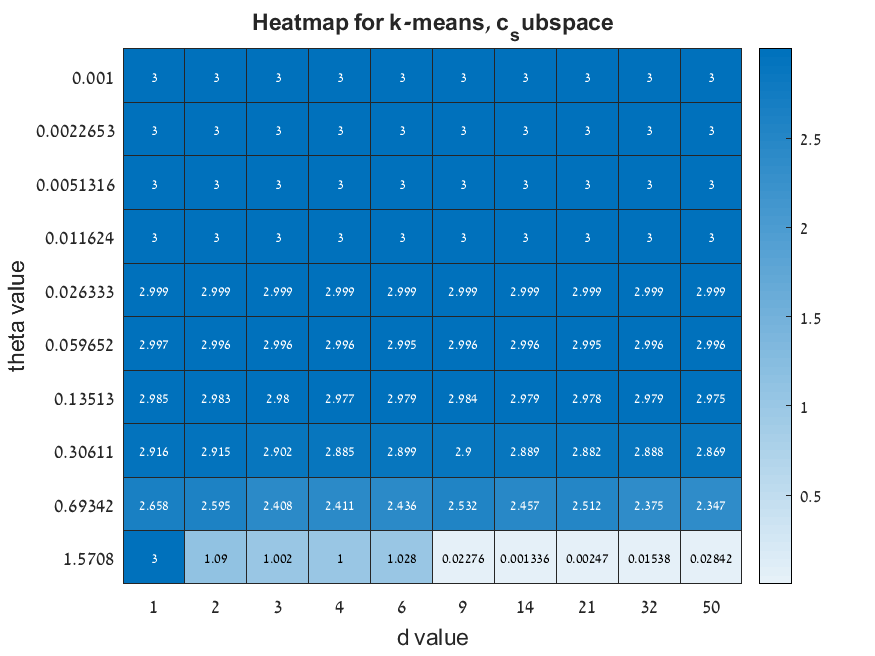 Heatmap for k-means, c_subspace
0.001 3 3 3 3 3 3 3 3 3 3
0.0022653 3 3 3 3 3 3 3 3 3 3
0.0051316 3 3 3 3 3 3 3 3 3 3
0.011624 3 3 3 3 3 3 3 3 3 3
0.026333 2.999 2.999 2.999 2.999 2.999 2.999 2.999 2.999 2.999 2.999
0.059652 2.997 2.996 2.996 2.996 2.995 2.996 2.996 2.995 2.996 2.996
0.13513 2.985 2.983 2.98 2.977 2.979 2.984 2.979 2.978 2.979 2.975
0.30611 2.916 2.915 2.902 2.885 2.899 2.9 2.889 2.882 2.888 2.869
0.69342 2.658 2.595 2.408 2.411 2.436 2.532 2.457 2.512 2.375 2.347
1.5708 3 1.09 1.002 1 1.028 0.02276 0.001336 0.00247 0.01538 0.02842
1 2 3 4 6 9 14 21 32 50
d value
theta value
2.5
2
1.5
1
0.5